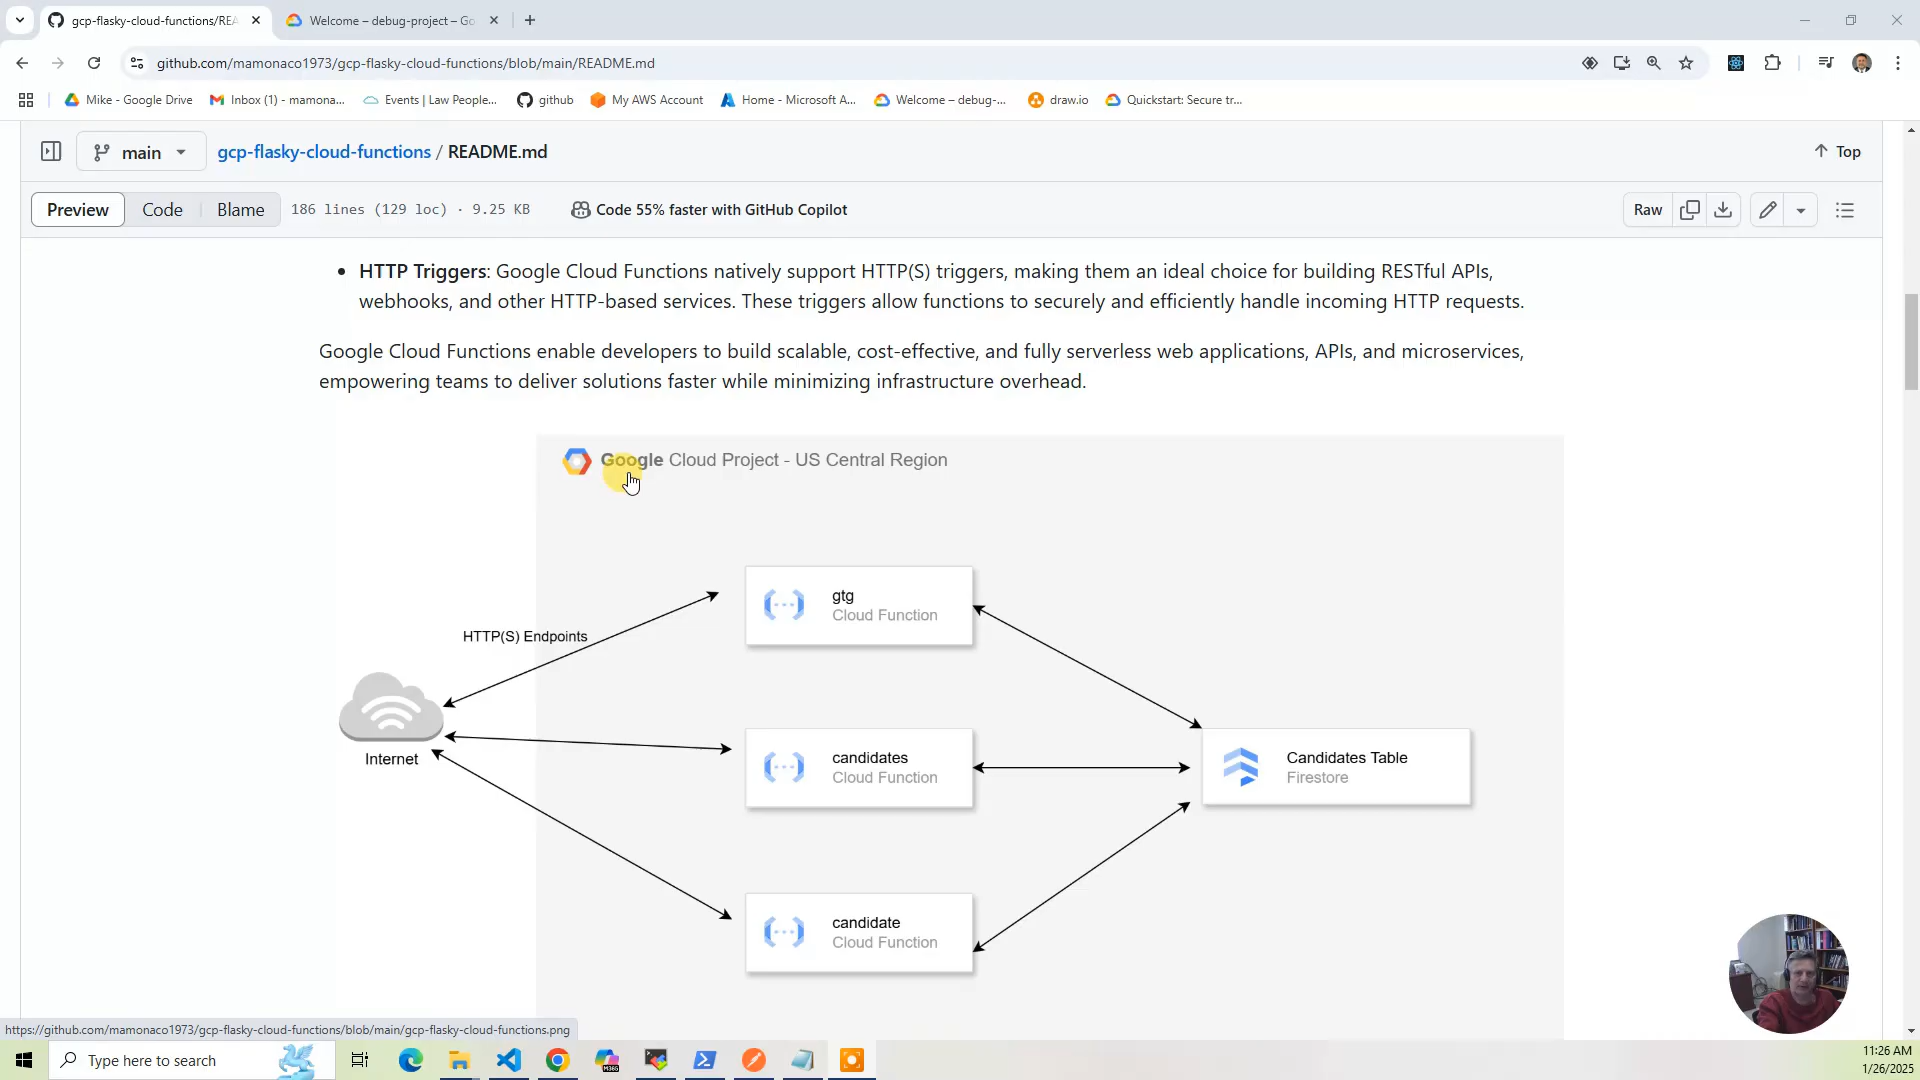 gcp-flasky-cloud-functions/REA
Welcome – debug-project – Go
github.com/mamonaco1973/gcp-flasky-cloud-functions/blob/main/README.md
Mike - Google Drive
Inbox (1) - mamona...
Events | Law People...
github
My AWS Account
Home - Microsoft A...
Welcome – debug-...
draw.io
Quickstart: Secure tr...
main
gcp-flasky-cloud-functions / README.md
Top
Preview
Code
Blame
186 lines (129 loc) · 9.25 KB
Code 55% faster with GitHub Copilot
Raw
• HTTP Triggers: Google Cloud Functions natively support HTTP(S) triggers, making them an ideal choice for building RESTful APIs,
webhooks, and other HTTP-based services. These triggers allow functions to securely and efficiently handle incoming HTTP requests.
Google Cloud Functions enable developers to build scalable, cost-effective, and fully serverless web applications, APIs, and microservices,
empowering teams to deliver solutions faster while minimizing infrastructure overhead.
Google Cloud Project - US Central Region
gtg
Cloud Function
HTTP(S) Endpoints
Internet
candidates
Cloud Function
Candidates Table
Firestore
candidate
Cloud Function
https://github.com/mamonaco1973/gcp-flasky-cloud-functions/blob/main/gcp-flasky-cloud-functions.png
Type here to search
M365
11:26 AM
1/26/2025